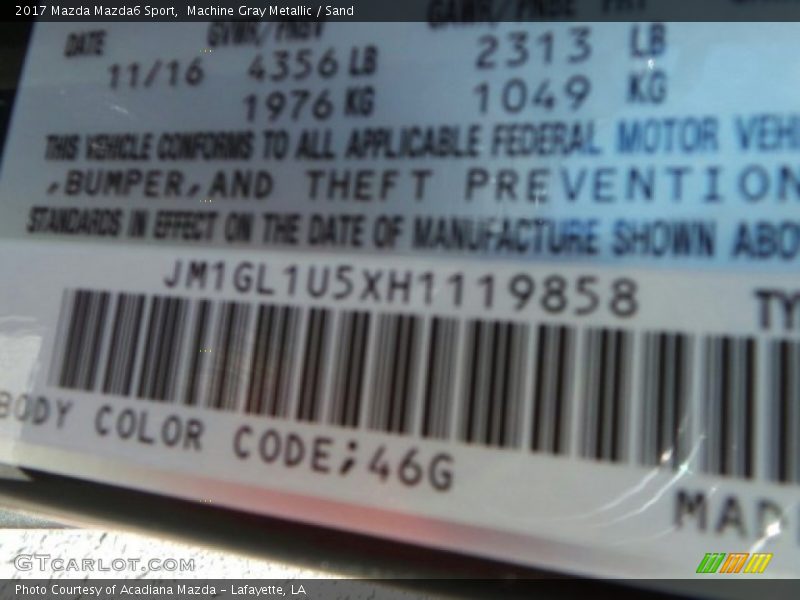 2017 Mazda Mazda6 Sport,  Machine Gray Metallic / Sand
DATE GVWR/PNBV
11/16 4356 LB 2313 LB
1976 KG 1049 KG
THIS VEHICLE CONFORMS TO ALL APPLICABLE FEDERAL MOTOR VEHI
,BUMPER,AND THEFT PREVENTION
STANDARDS IN EFFECT ON THE DATE OF MANUFACTURE SHOWN ABO
JM1GL1U5XH1119858 TY
BODY COLOR CODE;46G
MAD
GTCARLOT.COM
Photo Courtesy of Acadiana Mazda - Lafayette, LA